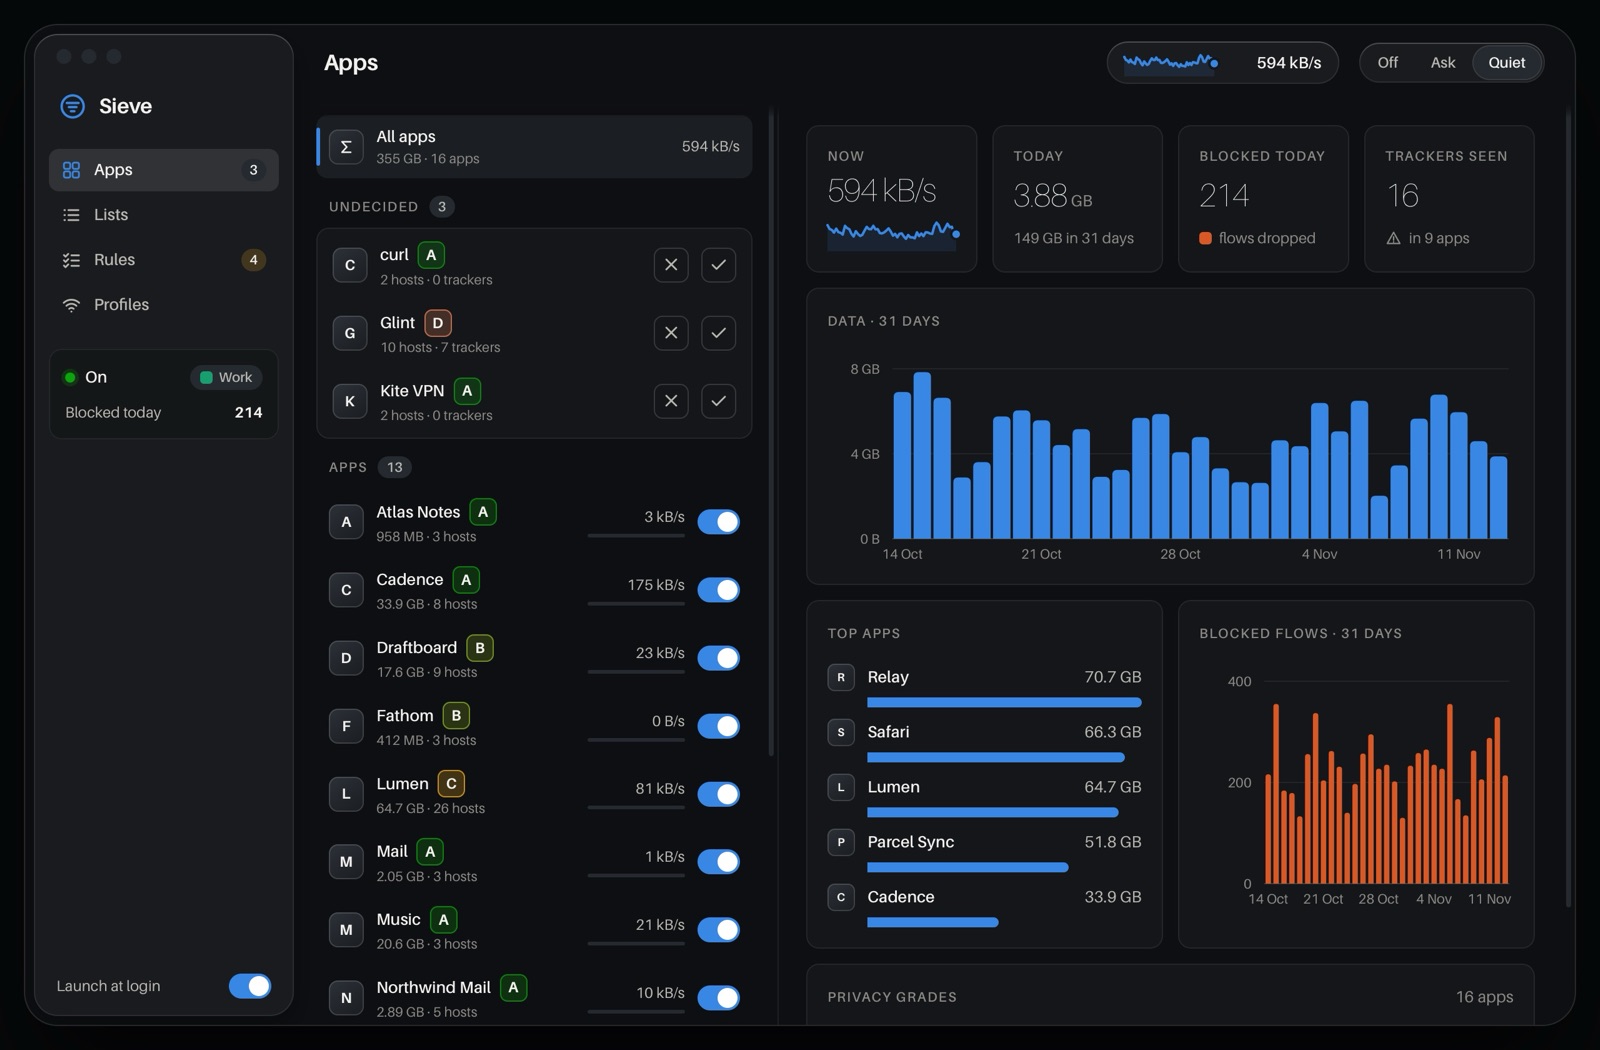 Sieve
Apps 3
Lists
Rules 4
Profiles
On Work
Blocked today 214
Launch at login
Apps
594 kB/s
Off Ask Quiet
Σ All apps 594 kB/s
355 GB · 16 apps
UNDECIDED 3
C curl A
2 hosts · 0 trackers
G Glint D
10 hosts · 7 trackers
K Kite VPN A
2 hosts · 0 trackers
APPS 13
A Atlas Notes A 3 kB/s
958 MB · 3 hosts
C Cadence A 175 kB/s
33.9 GB · 8 hosts
D Draftboard B 23 kB/s
17.6 GB · 9 hosts
F Fathom B 0 B/s
412 MB · 3 hosts
L Lumen C 81 kB/s
64.7 GB · 26 hosts
M Mail A 1 kB/s
2.05 GB · 3 hosts
M Music A 21 kB/s
20.6 GB · 3 hosts
N Northwind Mail A 10 kB/s
2.89 GB · 5 hosts
NOW
594 kB/s
TODAY
3.88 GB
149 GB in 31 days
BLOCKED TODAY
214
flows dropped
TRACKERS SEEN
16
in 9 apps
DATA · 31 DAYS
8 GB
4 GB
0 B
14 Oct 21 Oct 28 Oct 4 Nov 11 Nov
TOP APPS
R Relay 70.7 GB
S Safari 66.3 GB
L Lumen 64.7 GB
P Parcel Sync 51.8 GB
C Cadence 33.9 GB
BLOCKED FLOWS · 31 DAYS
400
200
0
14 Oct 21 Oct 28 Oct 4 Nov 11 Nov
PRIVACY GRADES 16 apps